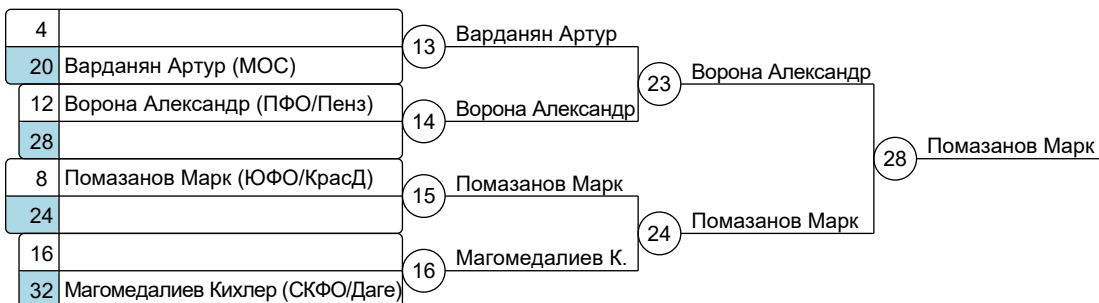 4
20 Варданян Артур (МОС)
13
Варданян Артур
12 Ворона Александр (ПФО/Пенз)
28
14
Ворона Александр
23
Ворона Александр
8 Помазанов Марк (ЮФО/КрасД)
24
15
Помазанов Марк
16
32 Магомедалиев Кихлер (СКФО/Даге)
16
Магомедалиев К.
24
Помазанов Марк
28
Помазанов Марк